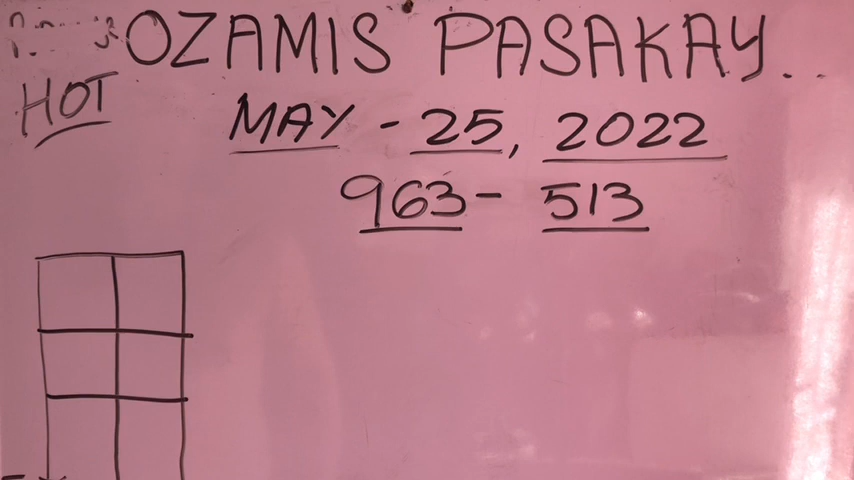 OZAMIS PASAKAY...
HOT
MAY - 25, 2022
963 - 513